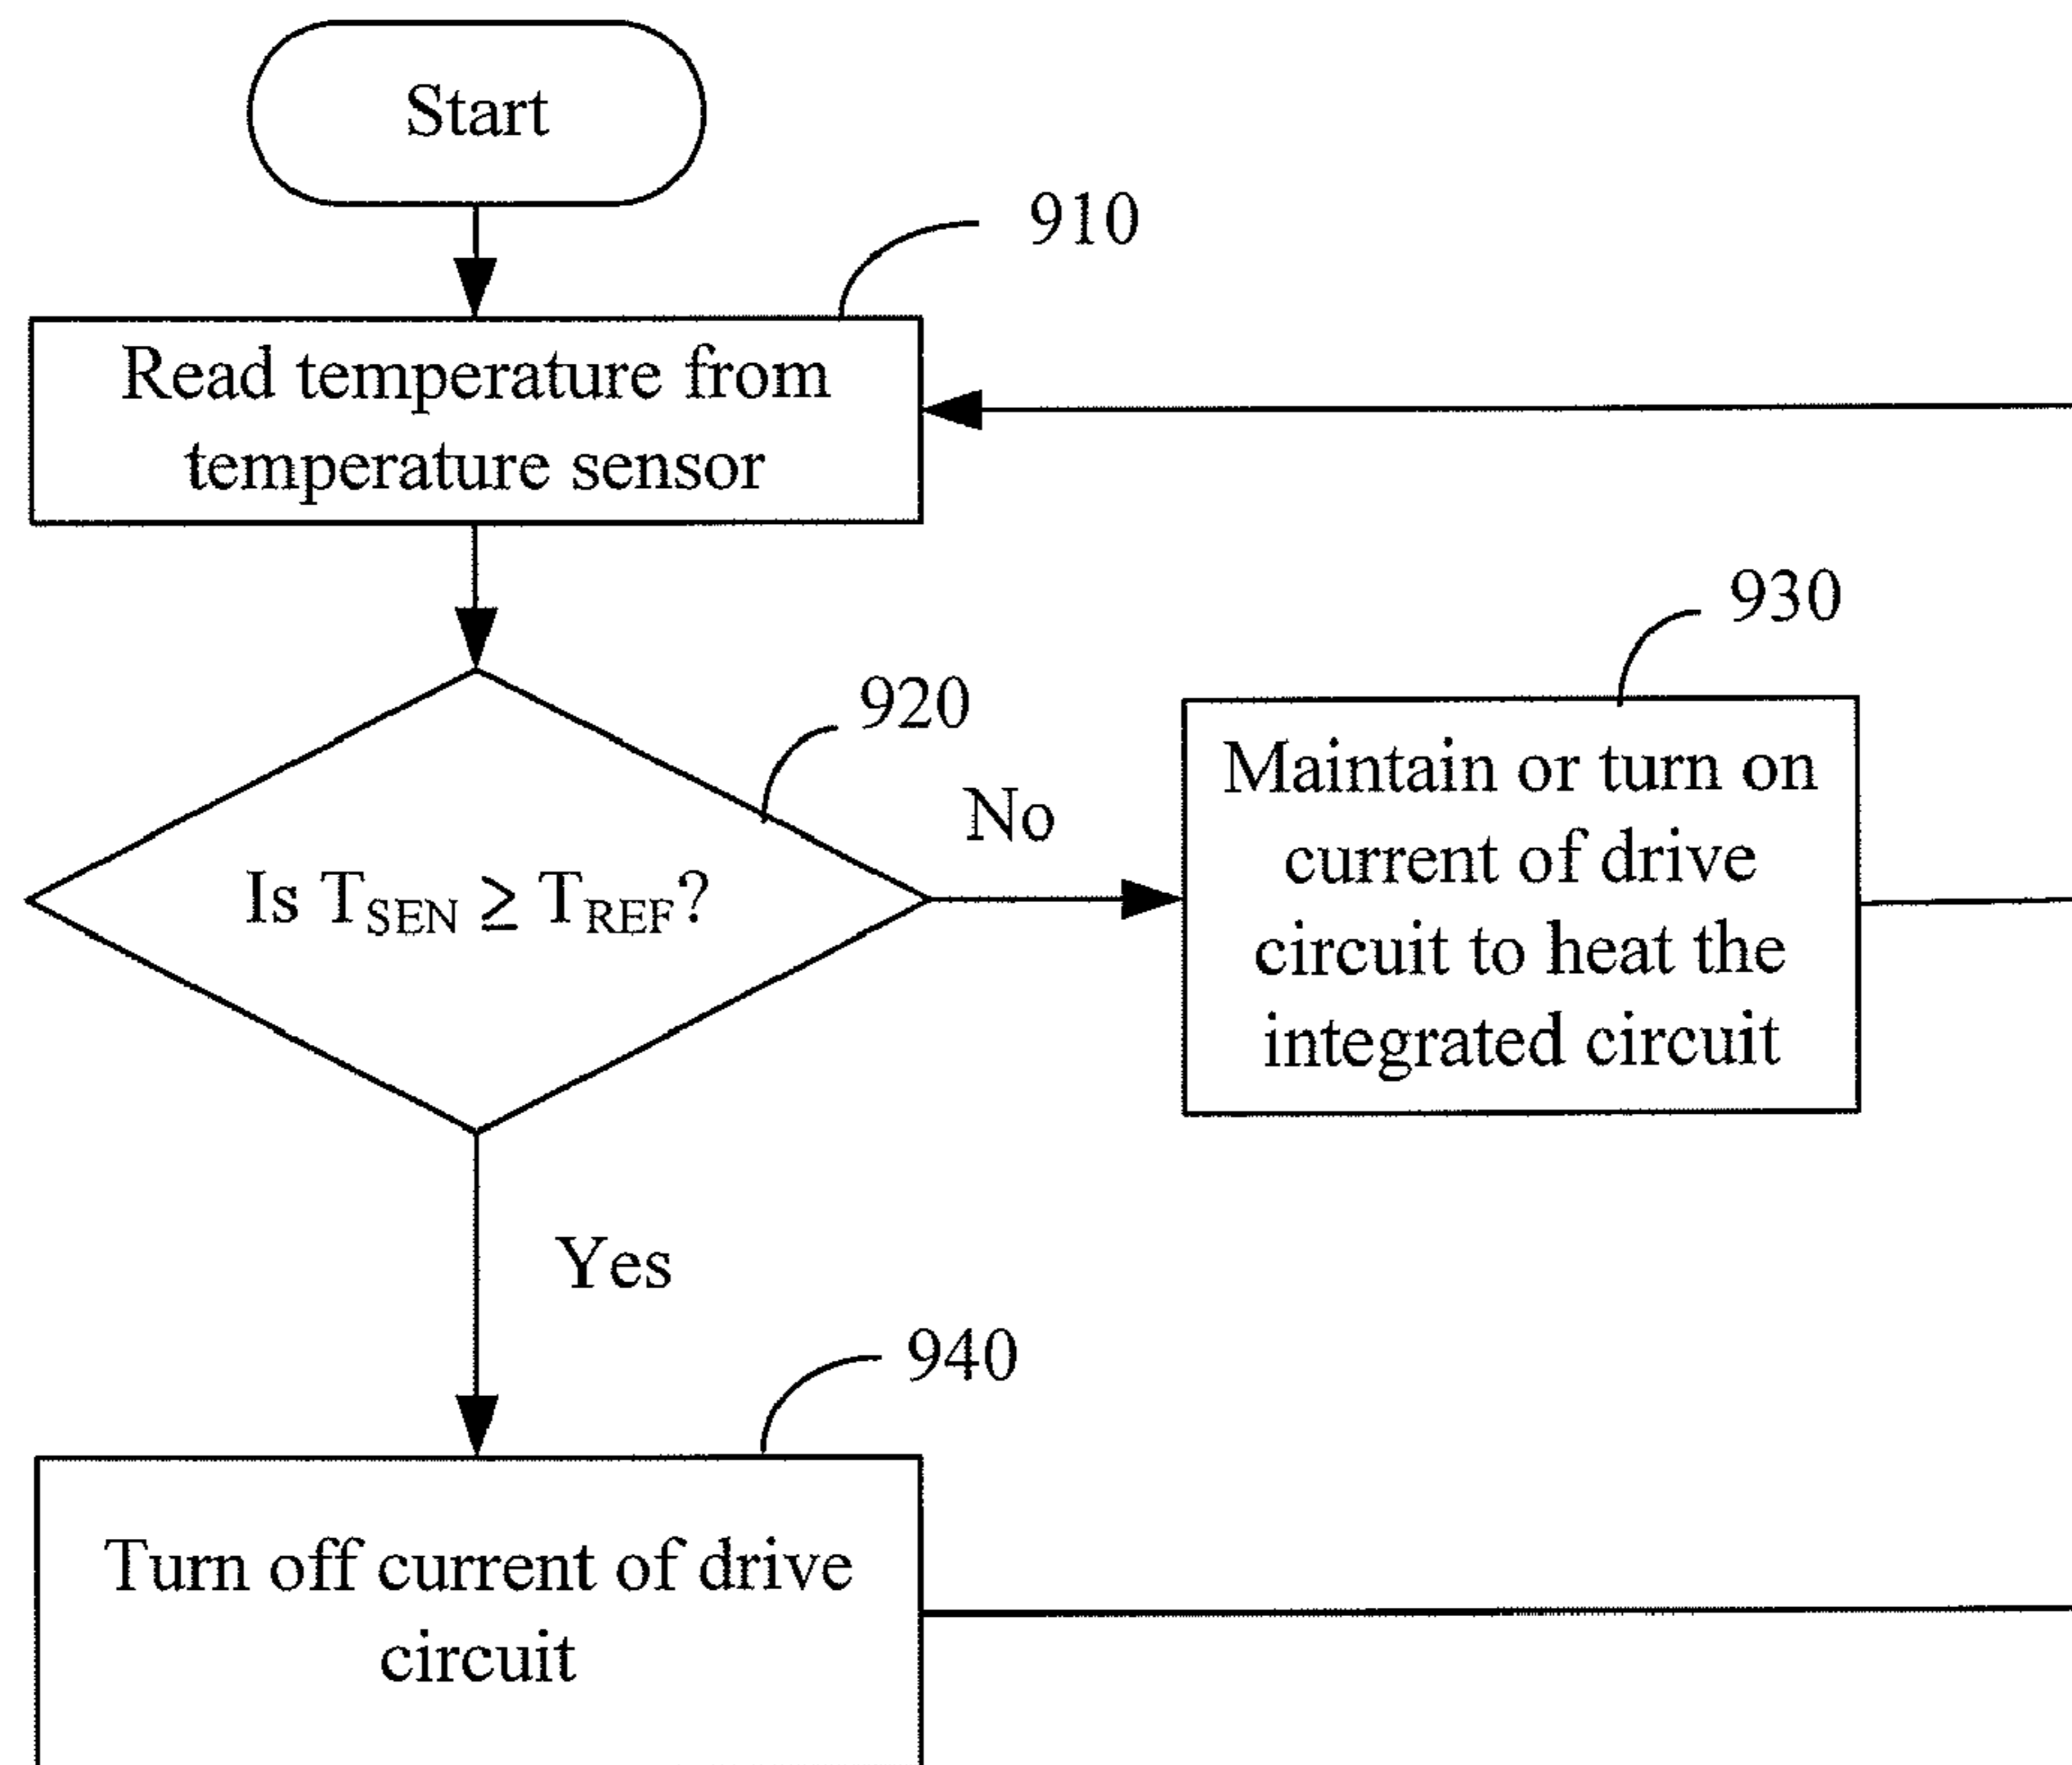 Start
910
Read temperature from
temperature sensor
930
920
No
Maintain or turn on
current of drive
circuit to heat the
integrated circuit
Is TSEN ≥ TREF?
Yes
940
Turn off current of drive
circuit